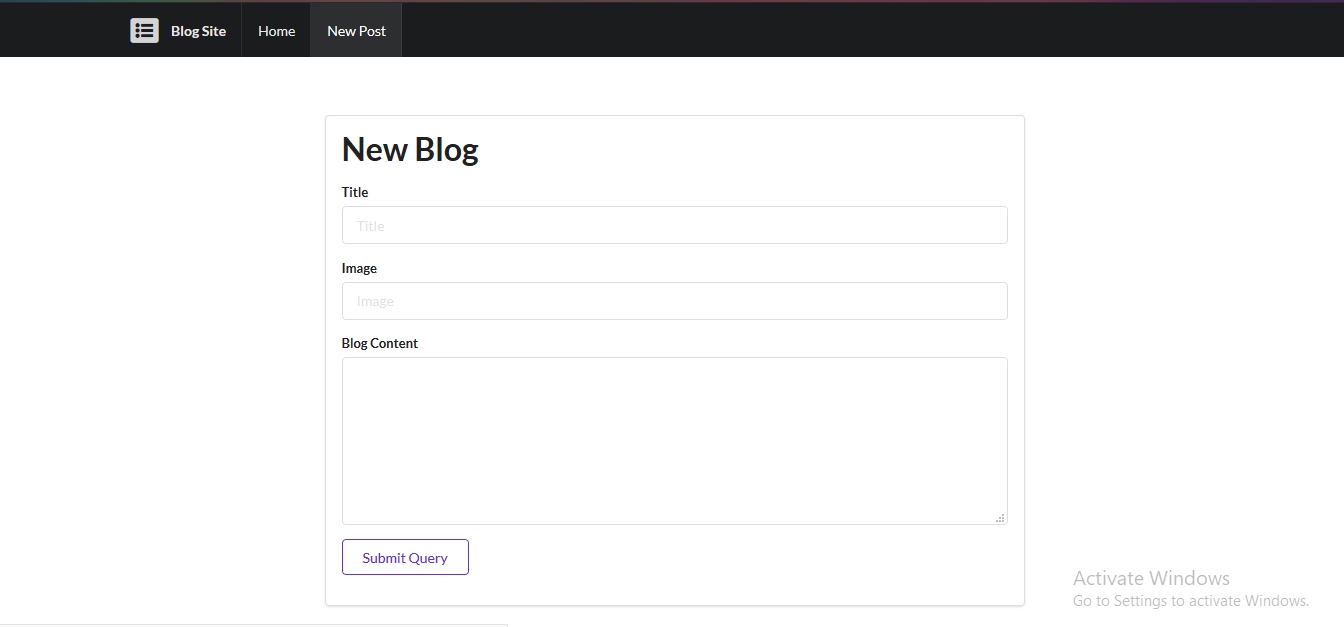 Blog Site Home New Post
New Blog
Title
Title
Image
Image
Blog Content
Submit Query
Activate Windows
Go to Settings to activate Windows.